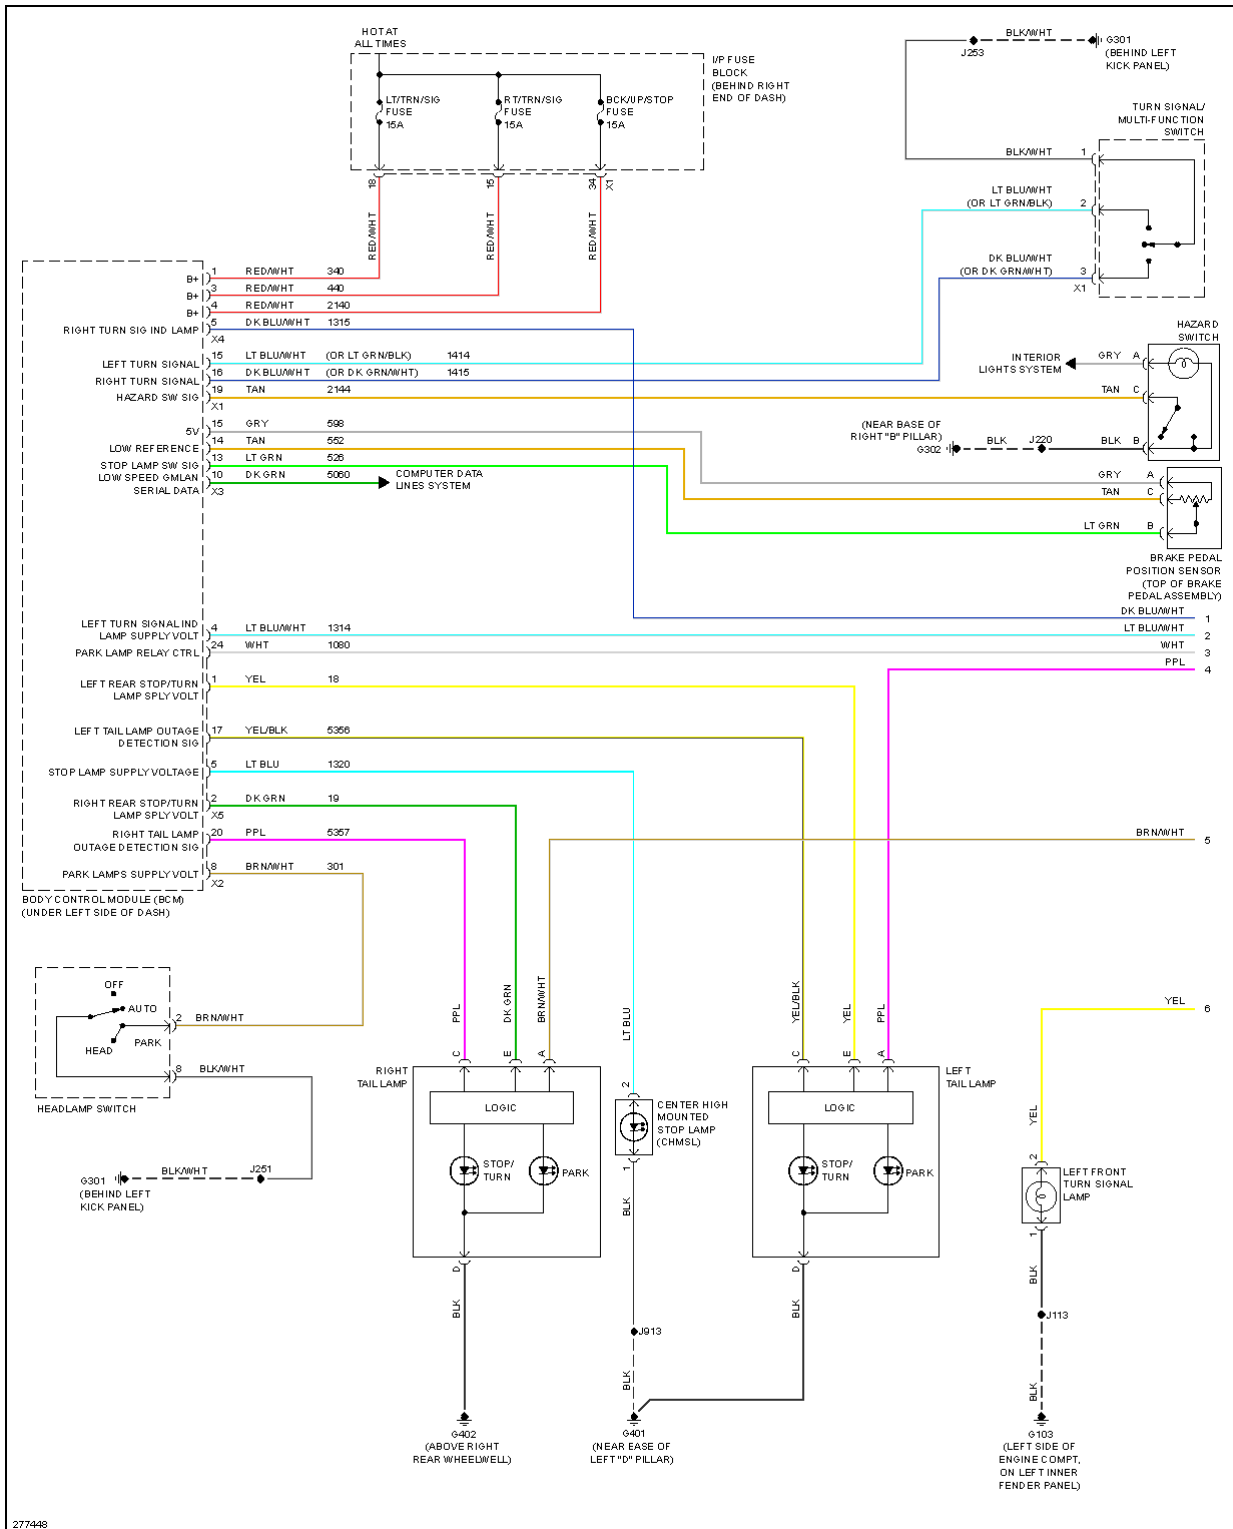 HOT AT
ALL TIMES
I/P FUSE
BLOCK
(BEHIND RIGHT
END OF DASH)
LT/TRN/SIG
FUSE
15A
RT/TRN/SIG
FUSE
15A
BCK/UP/STOP
FUSE
15A
18
15
34
X1
RED/WHT
RED/WHT
RED/WHT
BLK/WHT
J253
G301
(BEHIND LEFT
KICK PANEL)
TURN SIGNAL/
MULTI-FUNCTION
SWITCH
BLK/WHT 1
LT BLU/WHT
(OR LT GRN/BLK) 2
DK BLU/WHT
(OR DK GRN/WHT) 3
X1
B+ 1 RED/WHT 340
B+ 3 RED/WHT 440
B+ 4 RED/WHT 2140
RIGHT TURN SIG IND LAMP 5 DK BLU/WHT 1315
X4
LEFT TURN SIGNAL 15 LT BLU/WHT (OR LT GRN/BLK) 1414
RIGHT TURN SIGNAL 16 DK BLU/WHT (OR DK GRN/WHT) 1415
HAZARD SW SIG 19 TAN 2144
X1
5V 15 GRY 598
LOW REFERENCE 14 TAN 552
STOP LAMP SW SIG 13 LT GRN 526
LOW SPEED GMLAN
SERIAL DATA 10 DK GRN 5060
X3
COMPUTER DATA
LINES SYSTEM
HAZARD
SWITCH
INTERIOR
LIGHTS SYSTEM
GRY A
TAN C
(NEAR BASE OF
RIGHT "B" PILLAR)
G302
BLK J220 BLK B
GRY A
TAN C
LT GRN B
BRAKE PEDAL
POSITION SENSOR
(TOP OF BRAKE
PEDAL ASSEMBLY)
DK BLU/WHT 1
LT BLU/WHT 2
WHT 3
PPL 4
LEFT TURN SIGNAL IND
LAMP SUPPLY VOLT 4 LT BLU/WHT 1314
PARK LAMP RELAY CTRL 24 WHT 1080
LEFT REAR STOP/TURN
LAMP SPLY VOLT 1 YEL 18
LEFT TAIL LAMP OUTAGE
DETECTION SIG 17 YEL/BLK 5356
STOP LAMP SUPPLY VOLTAGE 5 LT BLU 1320
RIGHT REAR STOP/TURN
LAMP SPLY VOLT 2 DK GRN 19
X5
RIGHT TAIL LAMP
OUTAGE DETECTION SIG 20 PPL 5357
PARK LAMPS SUPPLY VOLT 8 BRN/WHT 301
X2
BRN/WHT 5
BODY CONTROL MODULE (BCM)
(UNDER LEFT SIDE OF DASH)
OFF
AUTO
PARK
HEAD
2 BRN/WHT
8 BLK/WHT
HEADLAMP SWITCH
G301
(BEHIND LEFT
KICK PANEL)
BLK/WHT
J251
PPL
DK GRN
BRN/WHT
LT BLU
YEL/BLK
YEL
PPL
YEL 6
C
E
A
RIGHT
TAIL LAMP
LOGIC
STOP/
TURN
PARK
D
BLK
G402
(ABOVE RIGHT
REAR WHEELWELL)
2
CENTER HIGH
MOUNTED
STOP LAMP
(CHMSL)
1
BLK
J913
BLK
G401
(NEAR EASE OF
LEFT "D" PILLAR)
C
E
A
LEFT
TAIL LAMP
LOGIC
STOP/
TURN
PARK
D
BLK
YEL
2
LEFT FRONT
TURN SIGNAL
LAMP
1
BLK
J113
BLK
G103
(LEFT SIDE OF
ENGINE COMPT,
ON LEFT INNER
FENDER PANEL)
277448